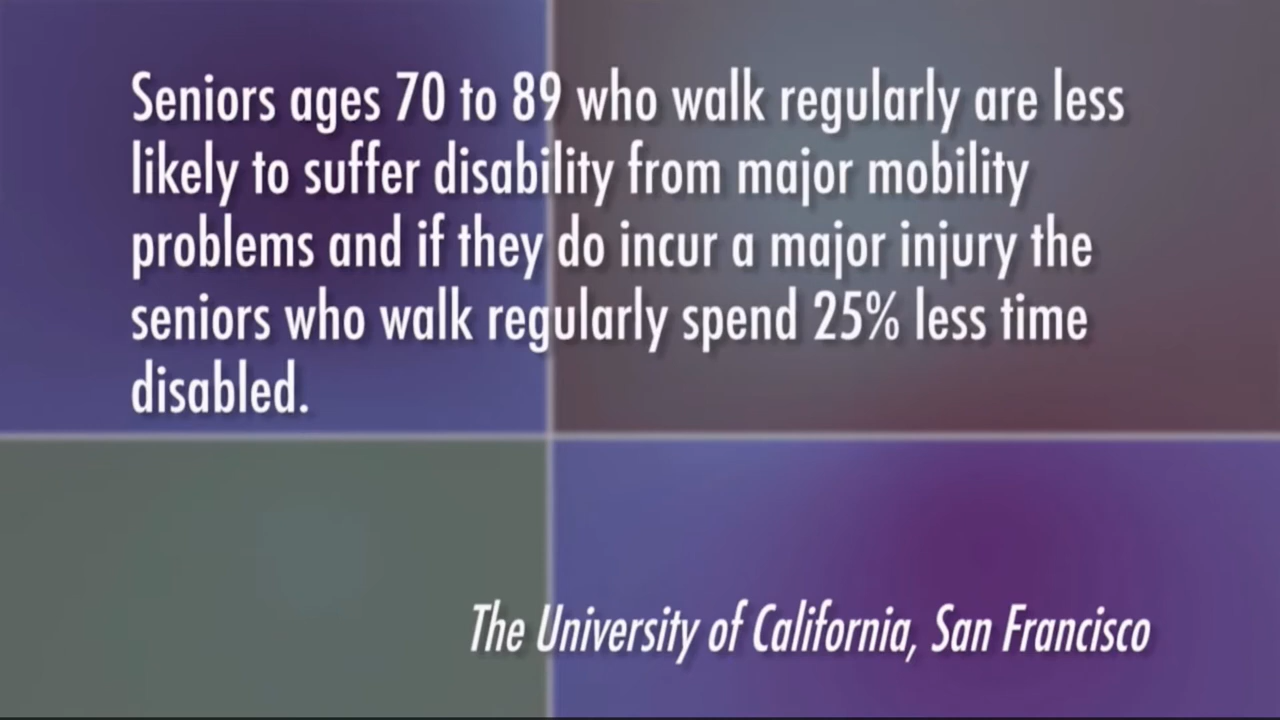 Seniors ages 70 to 89 who walk regularly are less
likely to suffer disability from major mobility
problems and if they do incur a major injury the
seniors who walk regularly spend 25% less time
disabled.
The University of California, San Francisco